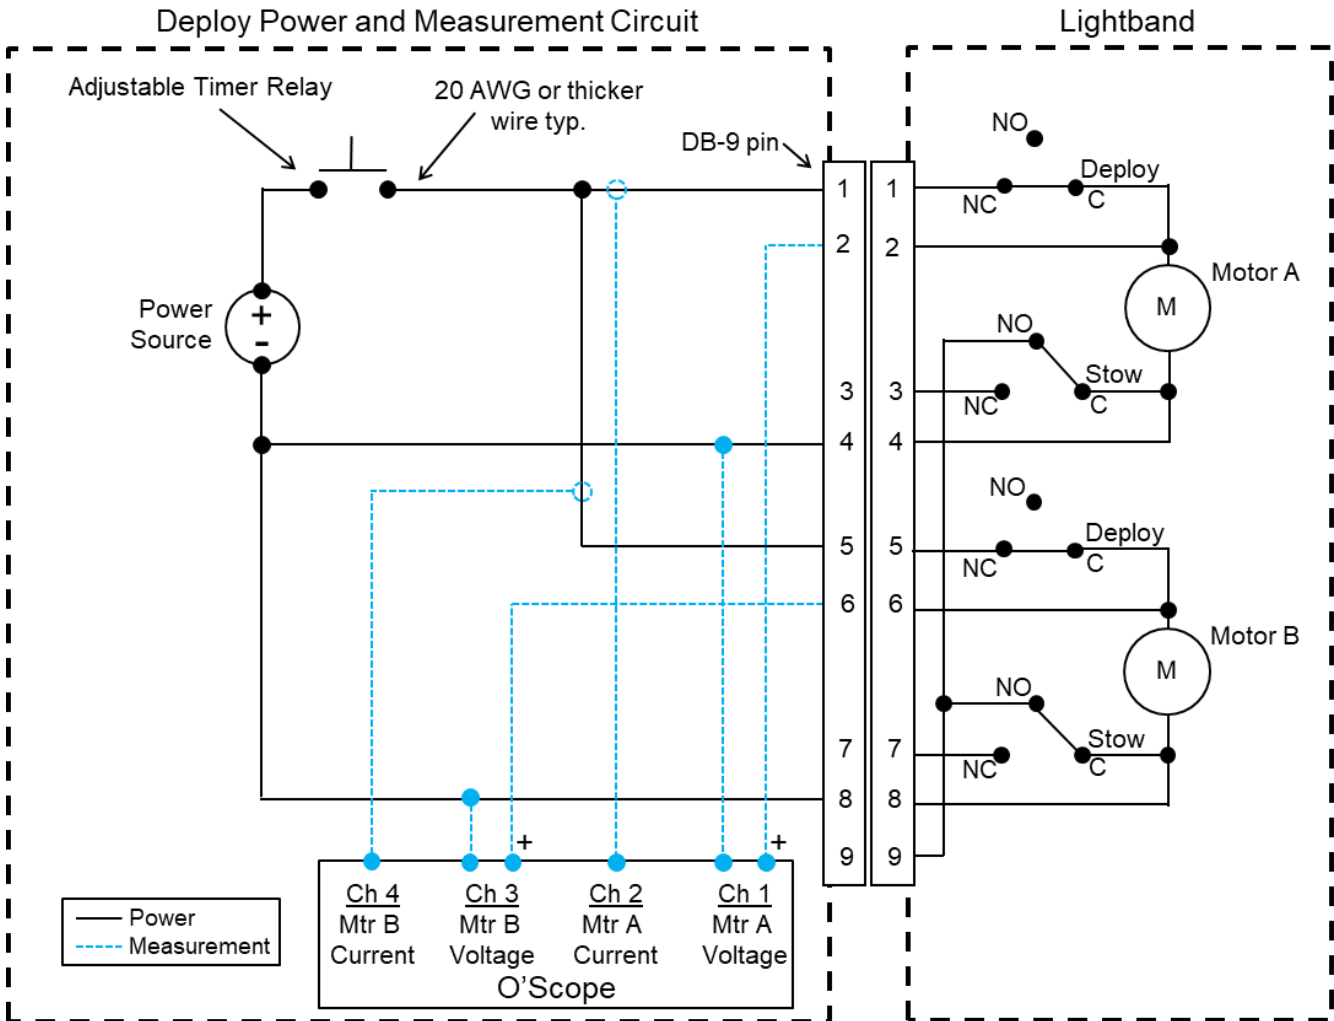 Deploy Power and Measurement Circuit
Lightband
Adjustable Timer Relay
20 AWG or thicker
wire typ.
DB-9 pin
Power
Source
+
-
1
2
3
4
5
6
7
8
9
1
2
3
4
5
6
7
8
9
NO
Deploy
NC
C
Motor A
M
NO
Stow
NC
C
NO
Deploy
NC
C
Motor B
M
NO
Stow
NC
C
+
+
Ch 4
Mtr B
Current
Ch 3
Mtr B
Voltage
Ch 2
Mtr A
Current
Ch 1
Mtr A
Voltage
O'Scope
Power
Measurement